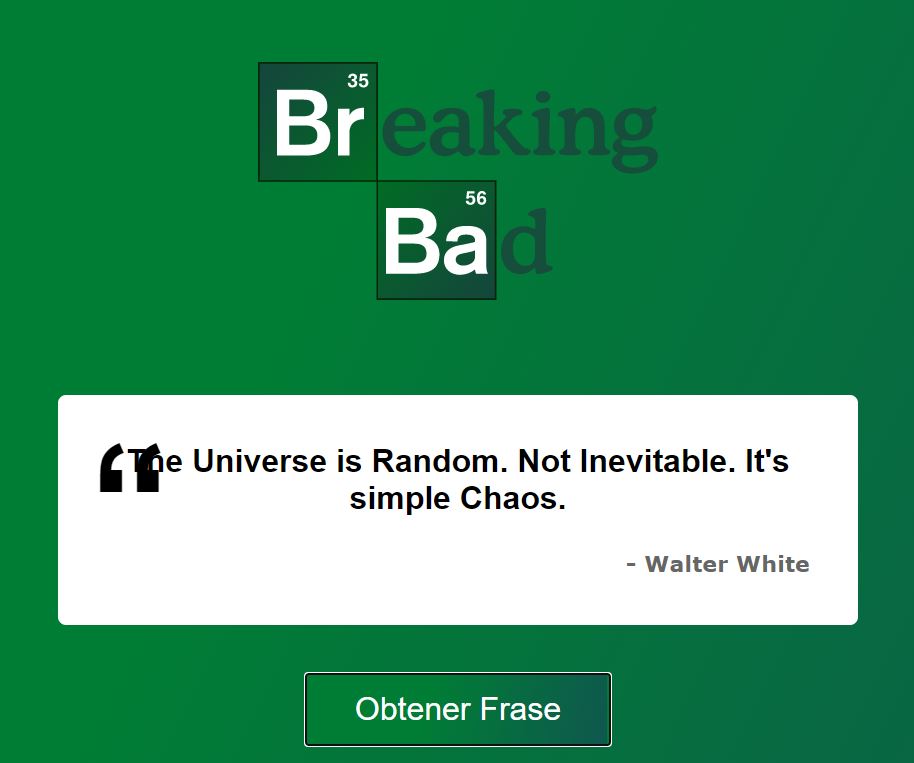 35
Breaking
56
Bad
“The Universe is Random. Not Inevitable. It's
simple Chaos.
- Walter White
Obtener Frase